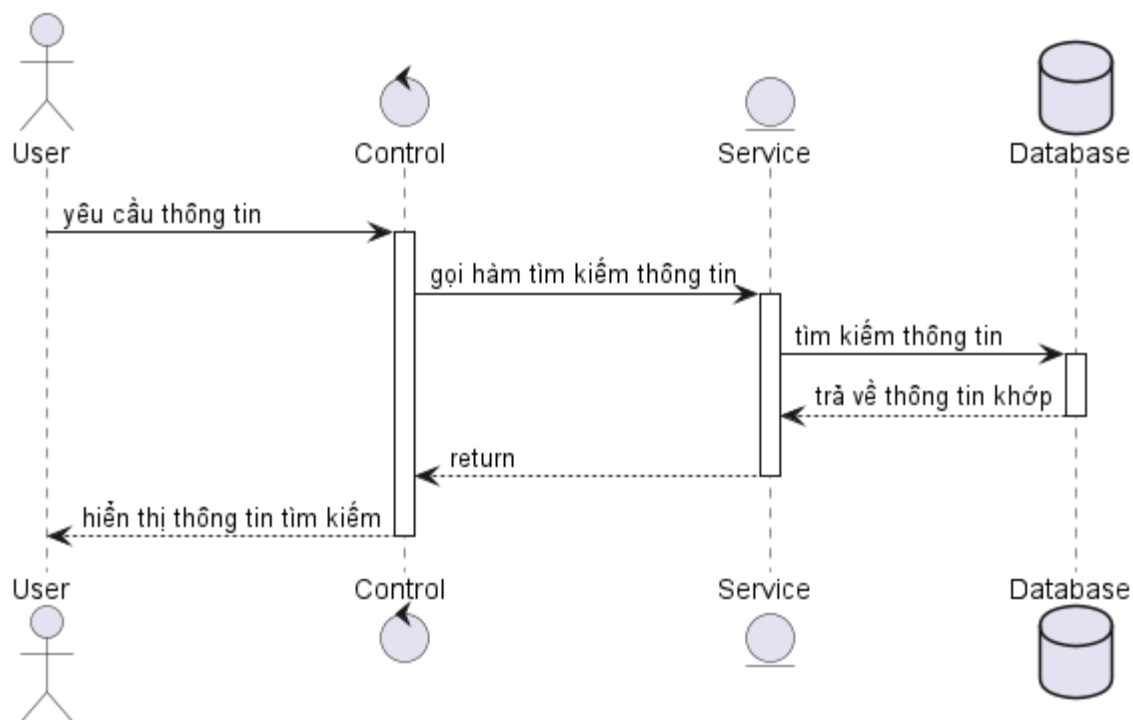 User
Control
Service
Database
yêu cầu thông tin
gọi hàm tìm kiếm thông tin
tìm kiếm thông tin
trả về thông tin khớp
return
hiển thị thông tin tìm kiếm
User
Control
Service
Database